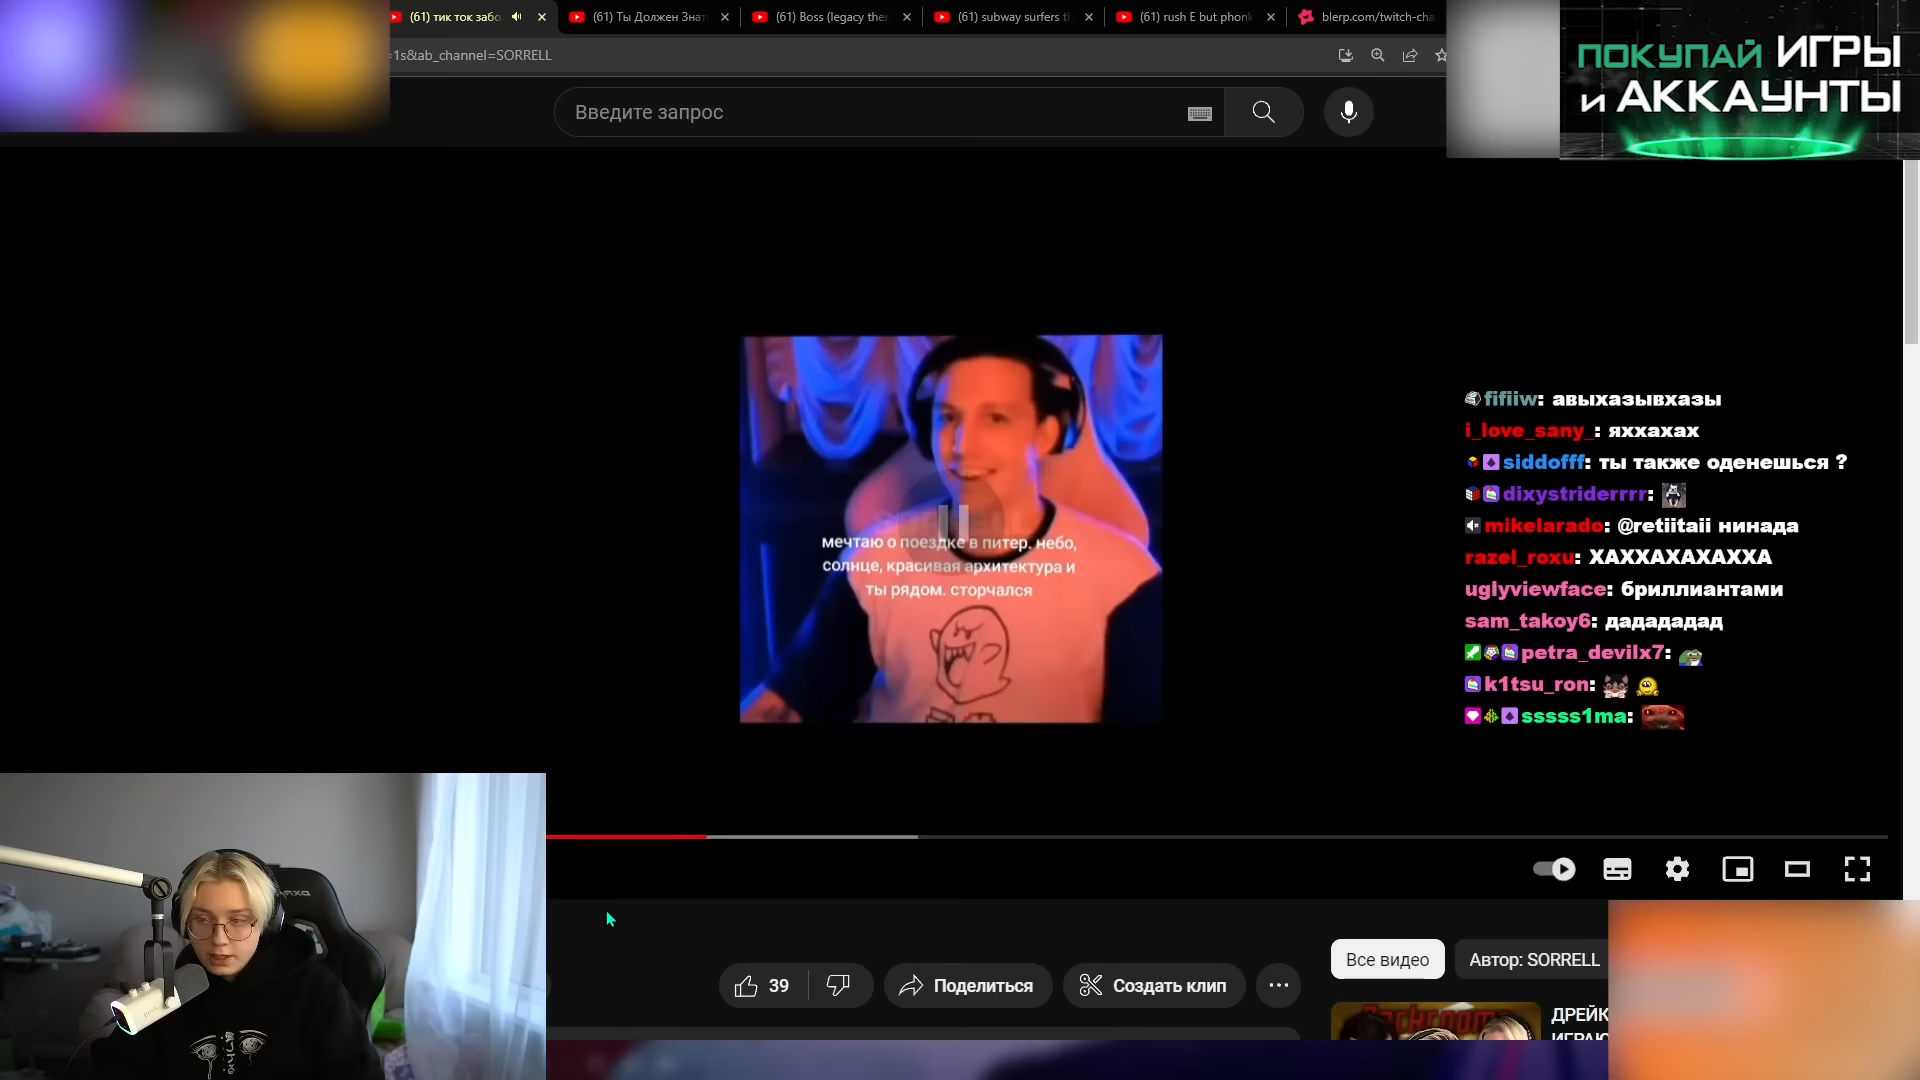 (61) тик ток забо
(61) Ты Должен Знат
(61) Boss (legacy then
(61) subway surfers t
(61) rush E but phonk
blerp.com/twitch-cha
=1s&ab_channel=SORRELL
Введите запрос
ПОКУПАЙ ИГРЫ
и АККАУНТЫ
мечтаю о поездке в питер. небо,
солнце, красивая архитектура и
ты рядом. сторчался
fifiiw: авыхазывхазы
i_love_sany_: яххахах
siddofff: ты также оденешься ?
dixystriderrrr:
mikelarado: @retiitaii нинада
razel_roxu: ХАХХАХАХАХХА
uglyviewface: бриллиантами
sam_takoy6: дадададад
petra_devilx7:
k1tsu_ron:
sssss1ma:
39
Поделиться
Создать клип
Все видео
Автор: SORRELL
ДРЕЙК
ИГРАЮ